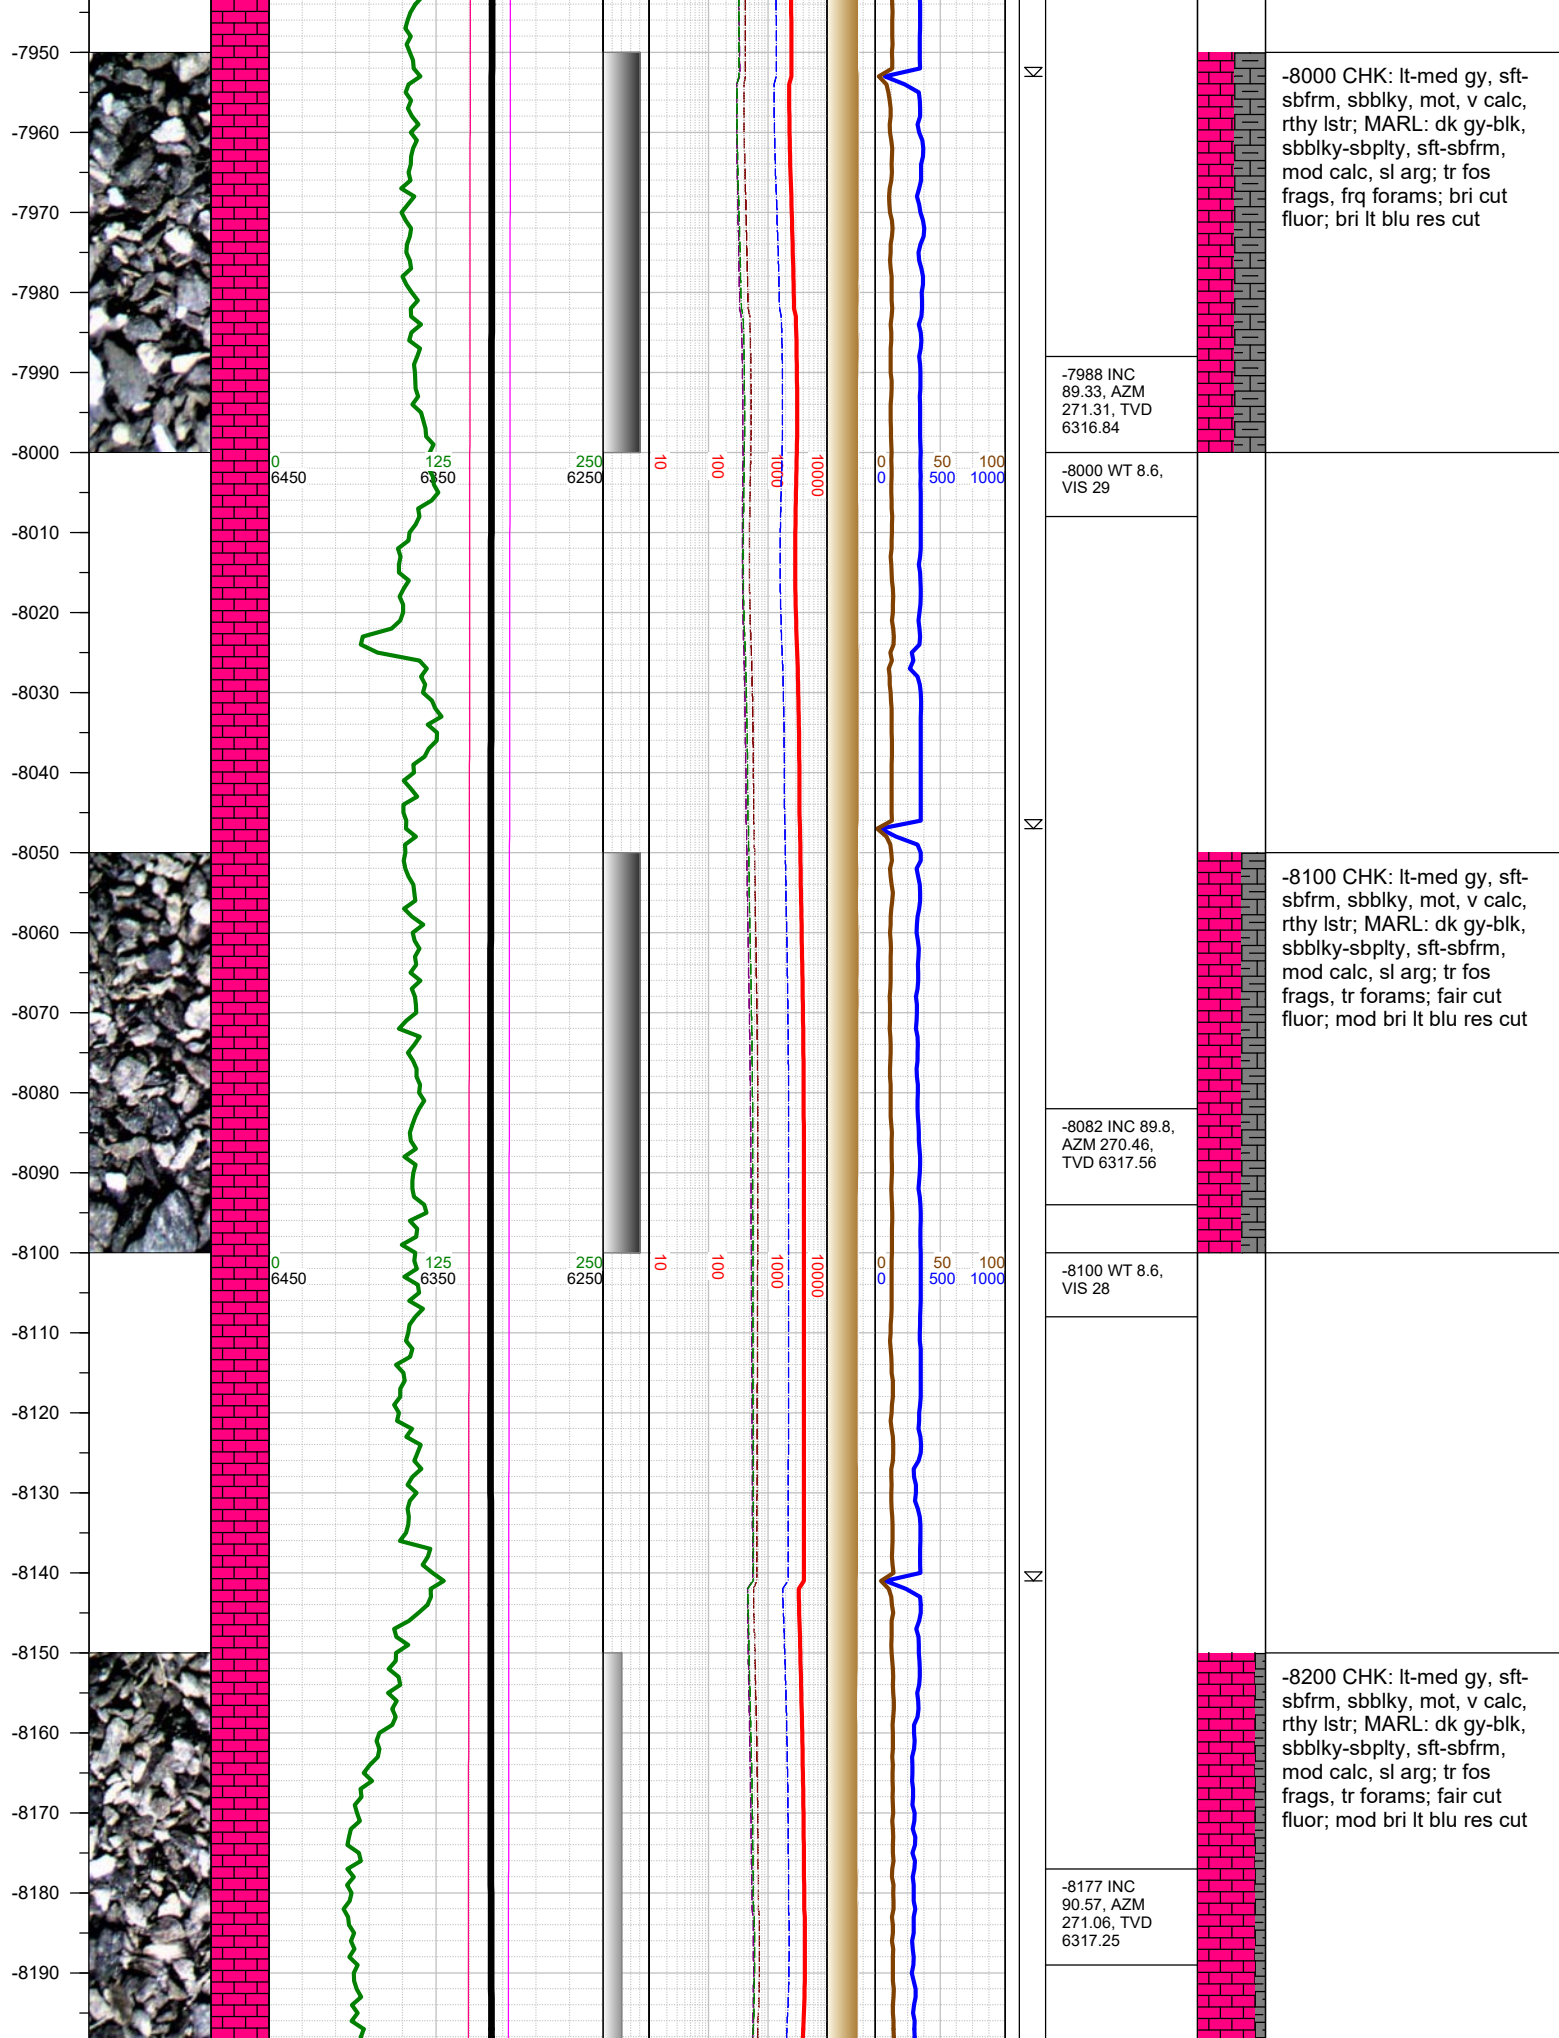 -7950
-8000 CHK: lt-med gy, sft-
sbfrm, sbblky, mot, v calc,
rthy lstr; MARL: dk gy-blk,
sbblky-sbplty, sft-sbfrm,
mod calc, sl arg; tr fos
frags, frq forams; bri cut
fluor; bri lt blu res cut
-7960
-7970
-7980
-7990
-7988 INC
89.33, AZM
271.31, TVD
6316.84
-8000
0 125 250
6450 6350 6250
10 100 1000 10000
0 50 100
0 500 1000
-8000 WT 8.6,
VIS 29
-8010
-8020
-8030
-8040
-8050
-8100 CHK: lt-med gy, sft-
sbfrm, sbblky, mot, v calc,
rthy lstr; MARL: dk gy-blk,
sbblky-sbplty, sft-sbfrm,
mod calc, sl arg; tr fos
frags, tr forams; fair cut
fluor; mod bri lt blu res cut
-8060
-8070
-8080
-8090
-8082 INC 89.8,
AZM 270.46,
TVD 6317.56
-8100
0 125 250
6450 6350 6250
10 100 1000 10000
0 50 100
0 500 1000
-8100 WT 8.6,
VIS 28
-8110
-8120
-8130
-8140
-8150
-8200 CHK: lt-med gy, sft-
sbfrm, sbblky, mot, v calc,
rthy lstr; MARL: dk gy-blk,
sbblky-sbplty, sft-sbfrm,
mod calc, sl arg; tr fos
frags, tr forams; fair cut
fluor; mod bri lt blu res cut
-8160
-8170
-8180
-8177 INC
90.57, AZM
271.06, TVD
6317.25
-8190